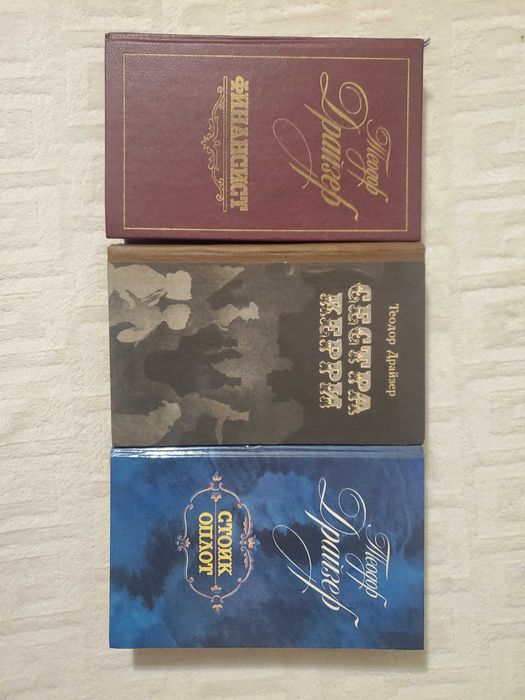 Теодор
Драйзер
ФИНАНСИСТ
Теодор Драйзер
СЕСТРА
КЕРРИ
Теодор
Драйзер
СТОИК
ОПЛОТ